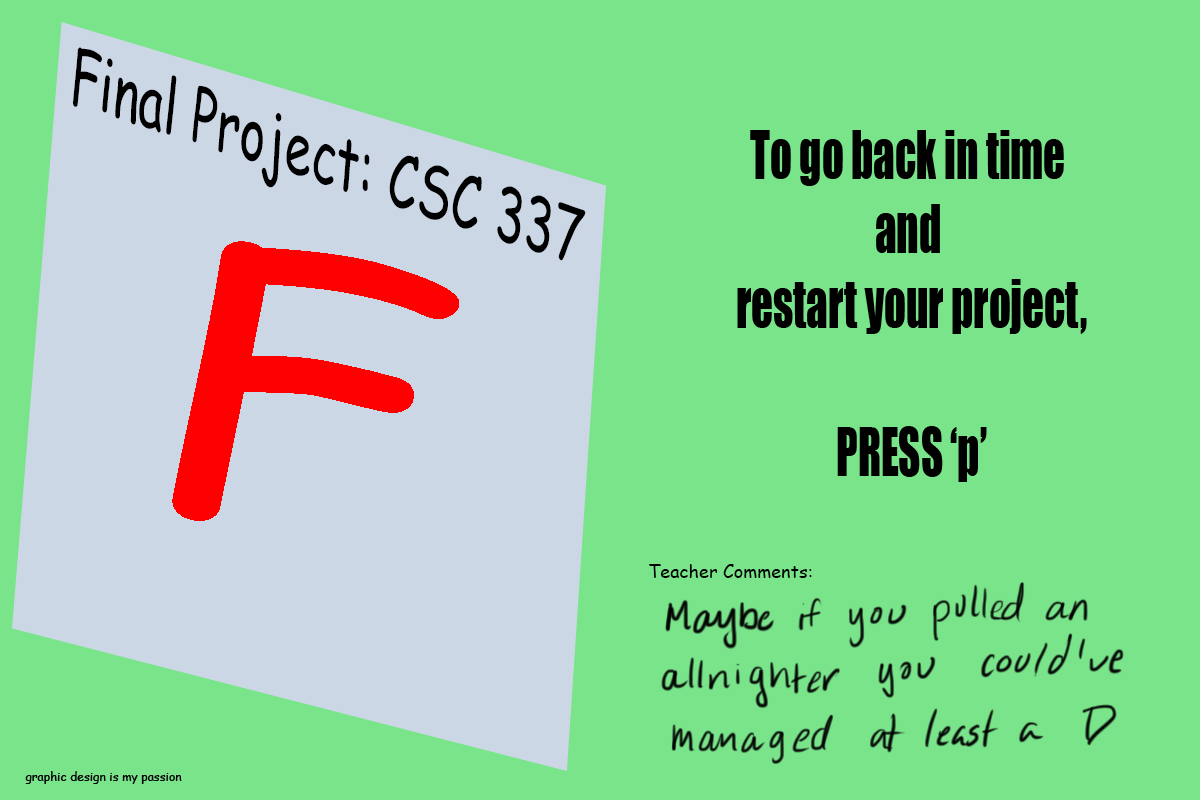 Final Project: CSC 337
F
To go back in time
and
restart your project,
PRESS ‘p’
Teacher Comments:
Maybe if you pulled an
allnighter you could've
managed at least a D
graphic design is my passion